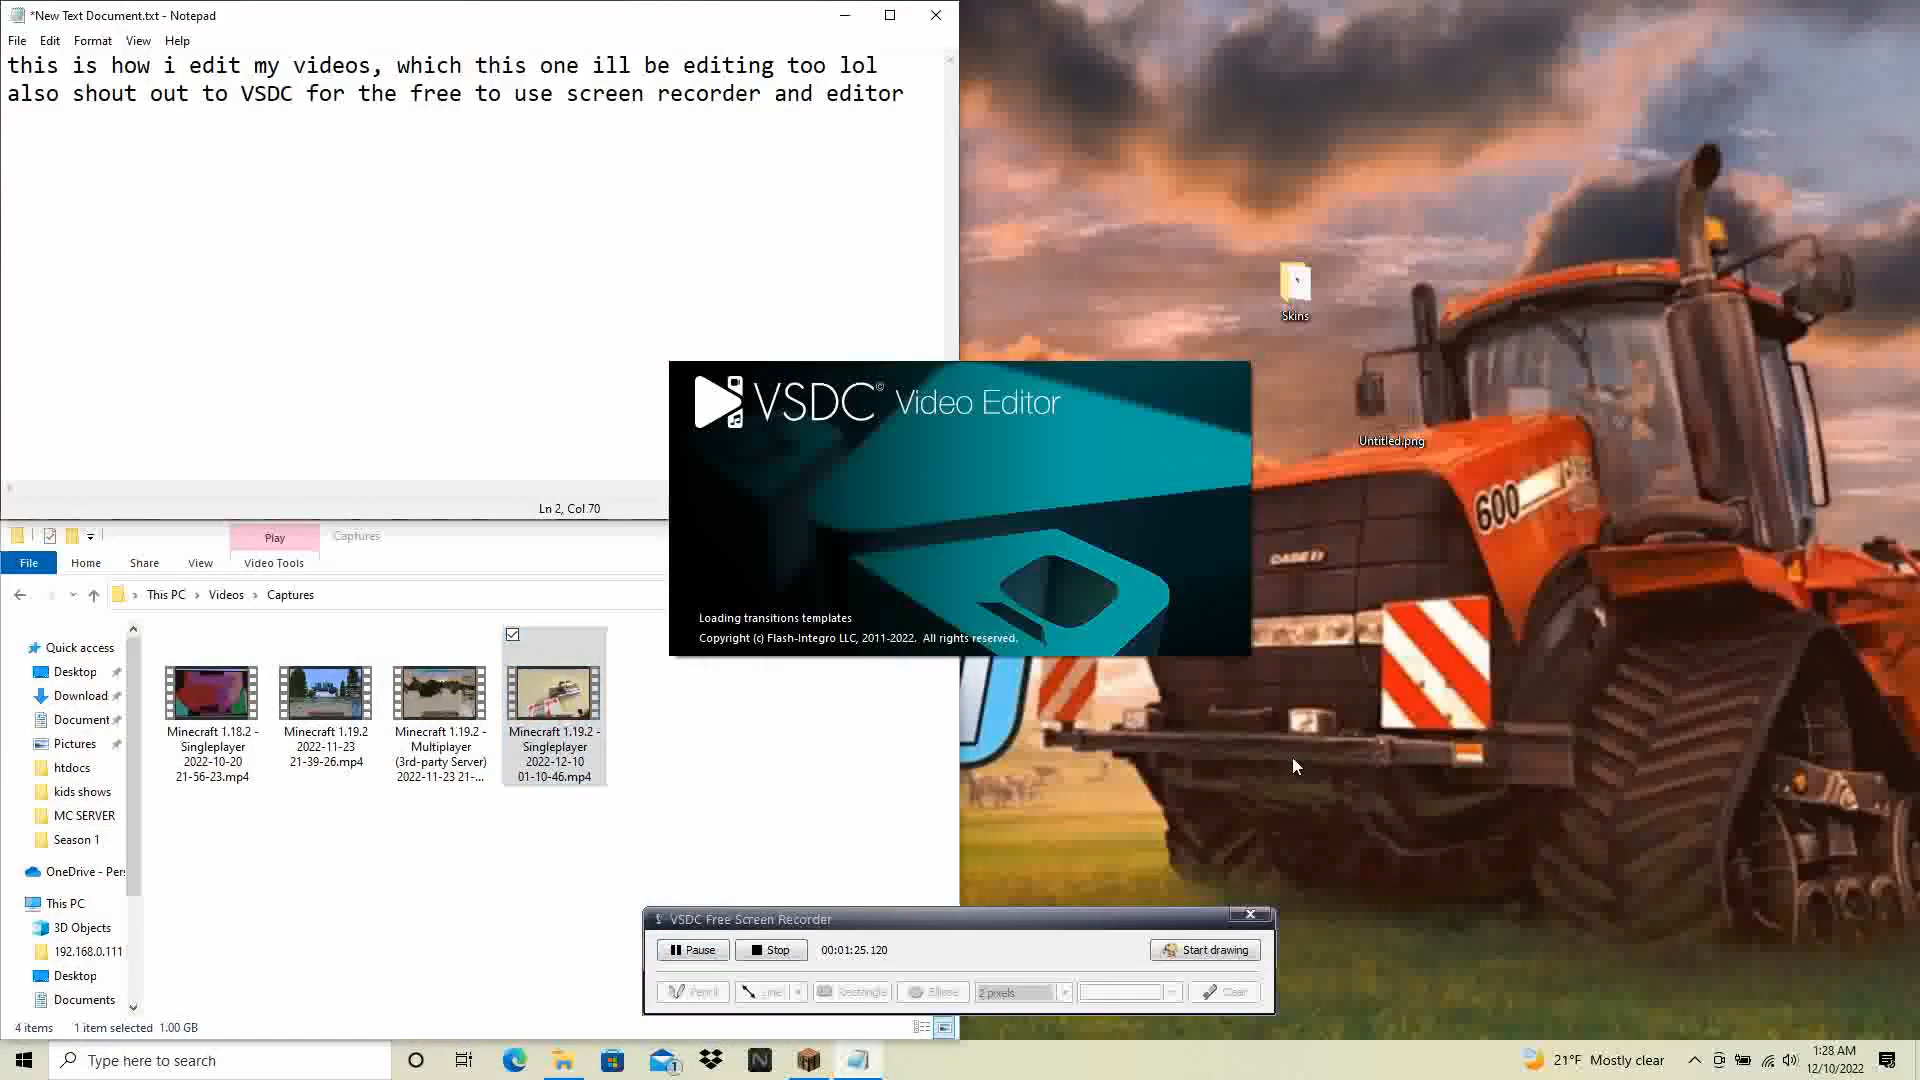 *New Text Document.txt - Notepad
File Edit Format View Help
this is how i edit my videos, which this one ill be editing too lol
also shout out to VSDC for the free to use screen recorder and editor
Ln 2, Col 70
Skins
Untitled.png
600
CASE IH
VSDC© Video Editor
Loading transitions templates
Copyright (c) Flash-Integro LLC, 2011-2022. All rights reserved.
Play Captures
File Home Share View Video Tools
This PC > Videos > Captures
Quick access
Desktop
Download
Document
Pictures
htdocs
kids shows
MC SERVER
Season 1
OneDrive - Per
This PC
3D Objects
192.168.0.111
Desktop
Documents
Minecraft 1.18.2 -
Singleplayer
2022-10-20
21-56-23.mp4
Minecraft 1.19.2
2022-11-23
21-39-26.mp4
Minecraft 1.19.2 -
Multiplayer
(3rd-party Server)
2022-11-23 21-...
Minecraft 1.19.2 -
Singleplayer
2022-12-10
01-10-46.mp4
4 items 1 item selected 1.00 GB
VSDC Free Screen Recorder
Pause Stop 00:01:25.120 Start drawing
Pencil Line Rectangle Ellipse 2 pixels Clear
Type here to search
1
21°F Mostly clear
1:28 AM
12/10/2022